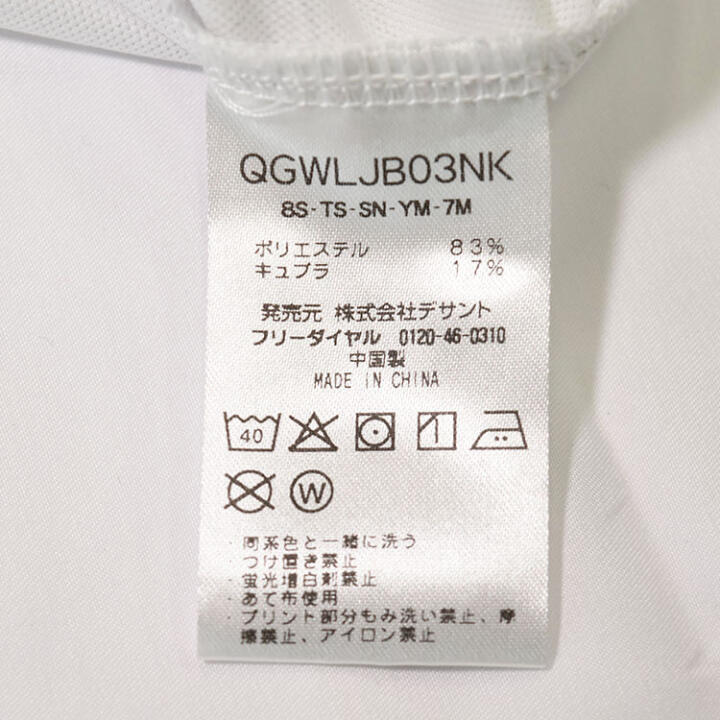 QGWLJB03NK
8S-TS-SN-YM-7M
ポリエステル 83%
キュプラ 17%
発売元 株式会社デサント
フリーダイヤル 0120-46-0310
中国製
MADE IN CHINA
40
W
・同系色と一緒に洗う
・つけ置き禁止
・蛍光増白剤禁止
・あて布使用
・プリント部分もみ洗い禁止、摩
擦禁止、アイロン禁止